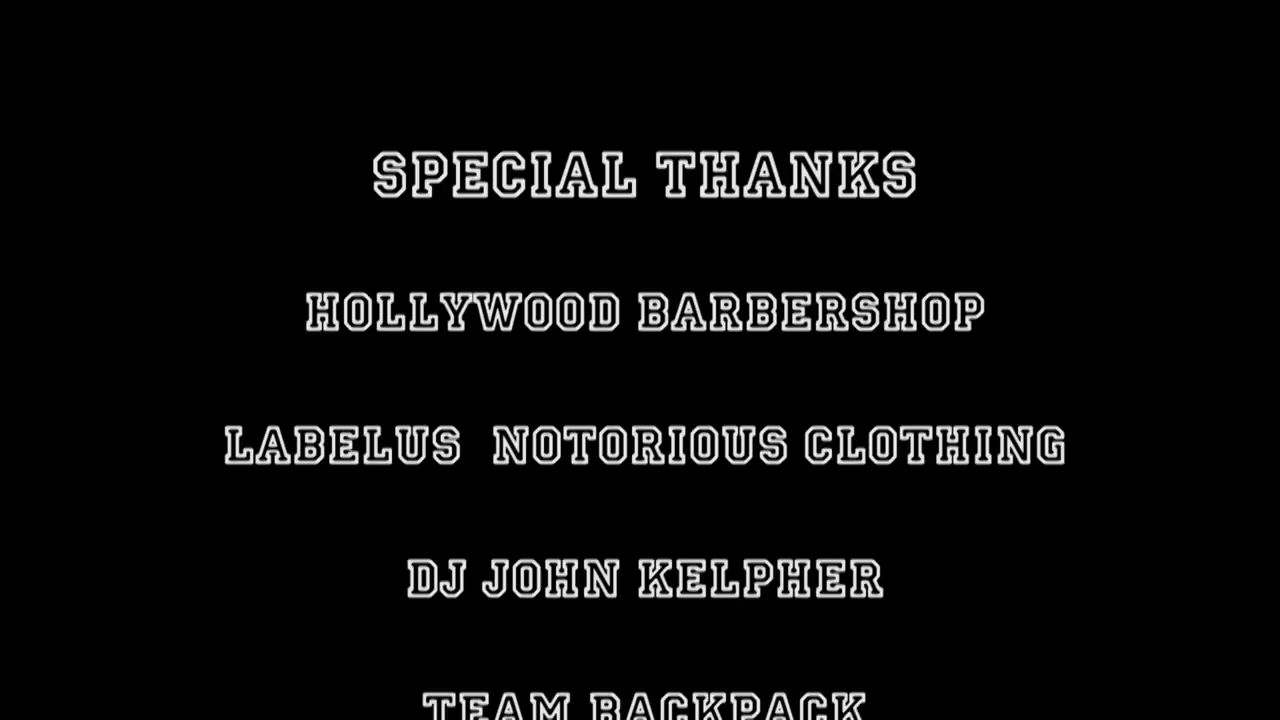 SPECIAL THANKS
HOLLYWOOD BARBERSHOP
LABELUS NOTORIOUS CLOTHING
DJ JOHN KELPHER
TEAM BACKPACK